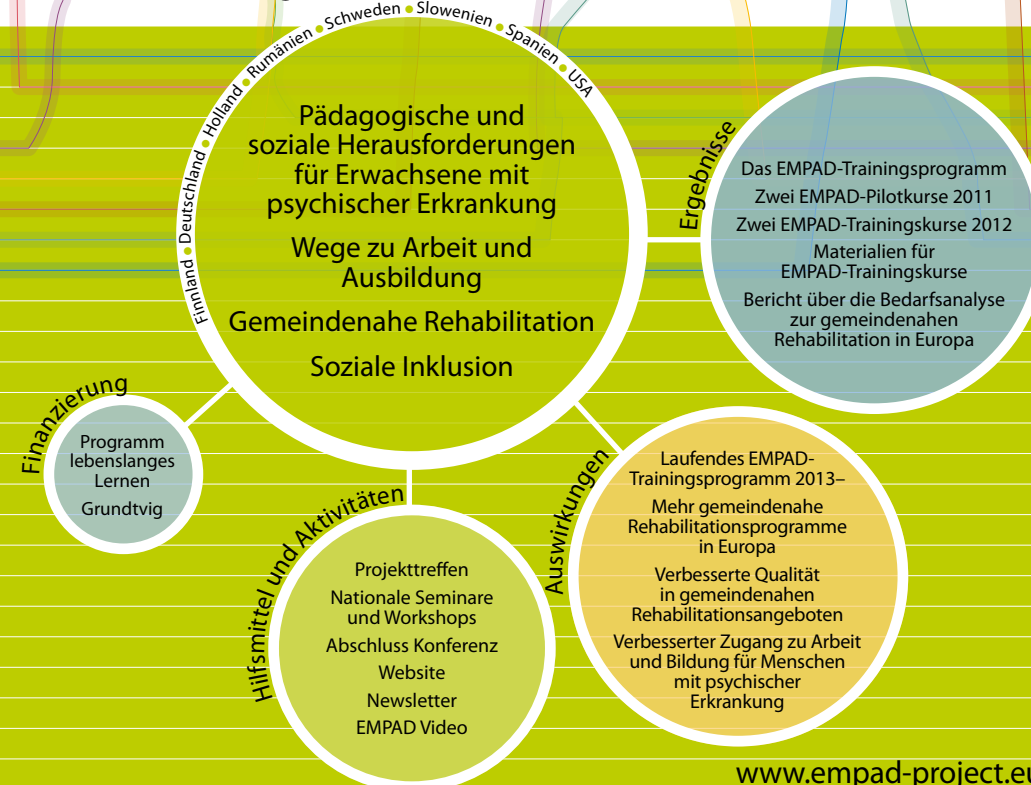 Finnland • Deutschland • Holland • Rumänien • Schweden • Slowenien • Spanien • USA
Pädagogische und
soziale Herausforderungen
für Erwachsene mit
psychischer Erkrankung
Wege zu Arbeit und
Ausbildung
Gemeindenahe Rehabilitation
Soziale Inklusion
Ergebnisse
Das EMPAD-Trainingsprogramm
Zwei EMPAD-Pilotkurse 2011
Zwei EMPAD-Trainingskurse 2012
Materialien für
EMPAD-Trainingskurse
Bericht über die Bedarfsanalyse
zur gemeindenahen
Rehabilitation in Europa
Finanzierung
Programm
lebenslanges
Lernen
Grundtvig
Hilfsmittel und Aktivitäten
Projekttreffen
Nationale Seminare
und Workshops
Abschluss Konferenz
Website
Newsletter
EMPAD Video
Auswirkungen
Laufendes EMPAD-
Trainingsprogramm 2013–
Mehr gemeindenahe
Rehabilitationsprogramme
in Europa
Verbesserte Qualität
in gemeindenahen
Rehabilitationsangeboten
Verbesserter Zugang zu Arbeit
und Bildung für Menschen
mit psychischer
Erkrankung
www.empad-project.eu